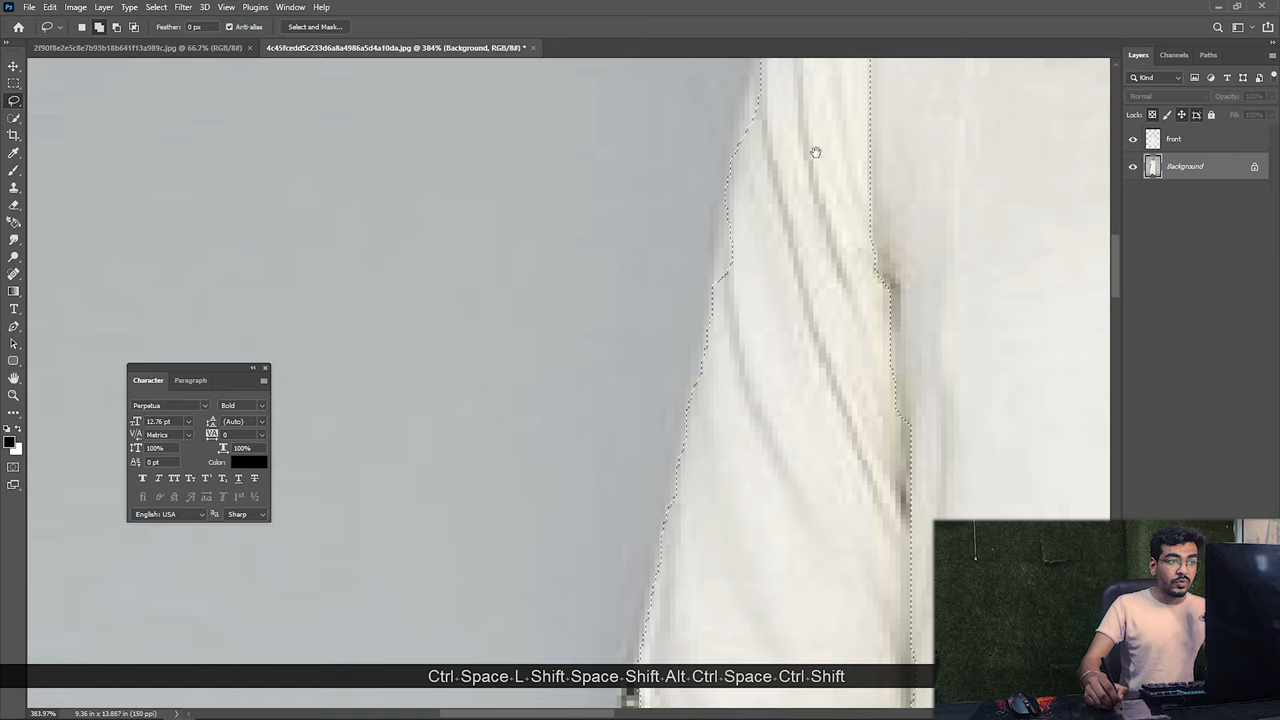 File Edit Image Layer Type Select Filter 3D View Plugins Window Help
Feather: 0 px Anti-alias Select and Mask...
2f90f8e2e5c8e7b93b18b641f13a989c.jpg @ 66.7% (RGB/8#) ×
4c45fcedd5c233d6a8a4986a5d4a10da.jpg @ 384% (Background, RGB/8#) * ×
Layers Channels Paths
Kind
Normal Opacity: 100%
Lock: Fill: 100%
front
Background
Character Paragraph
Perpetua Bold
12.76 pt (Auto)
Metrics 0
100% 100%
0 pt Color:
English: USA Sharp
Ctrl+Space+L+Shift+Space+Shift+Alt+Ctrl+Space+Ctrl+Shift
383.97% 9.36 in x 13.887 in (150 ppi)